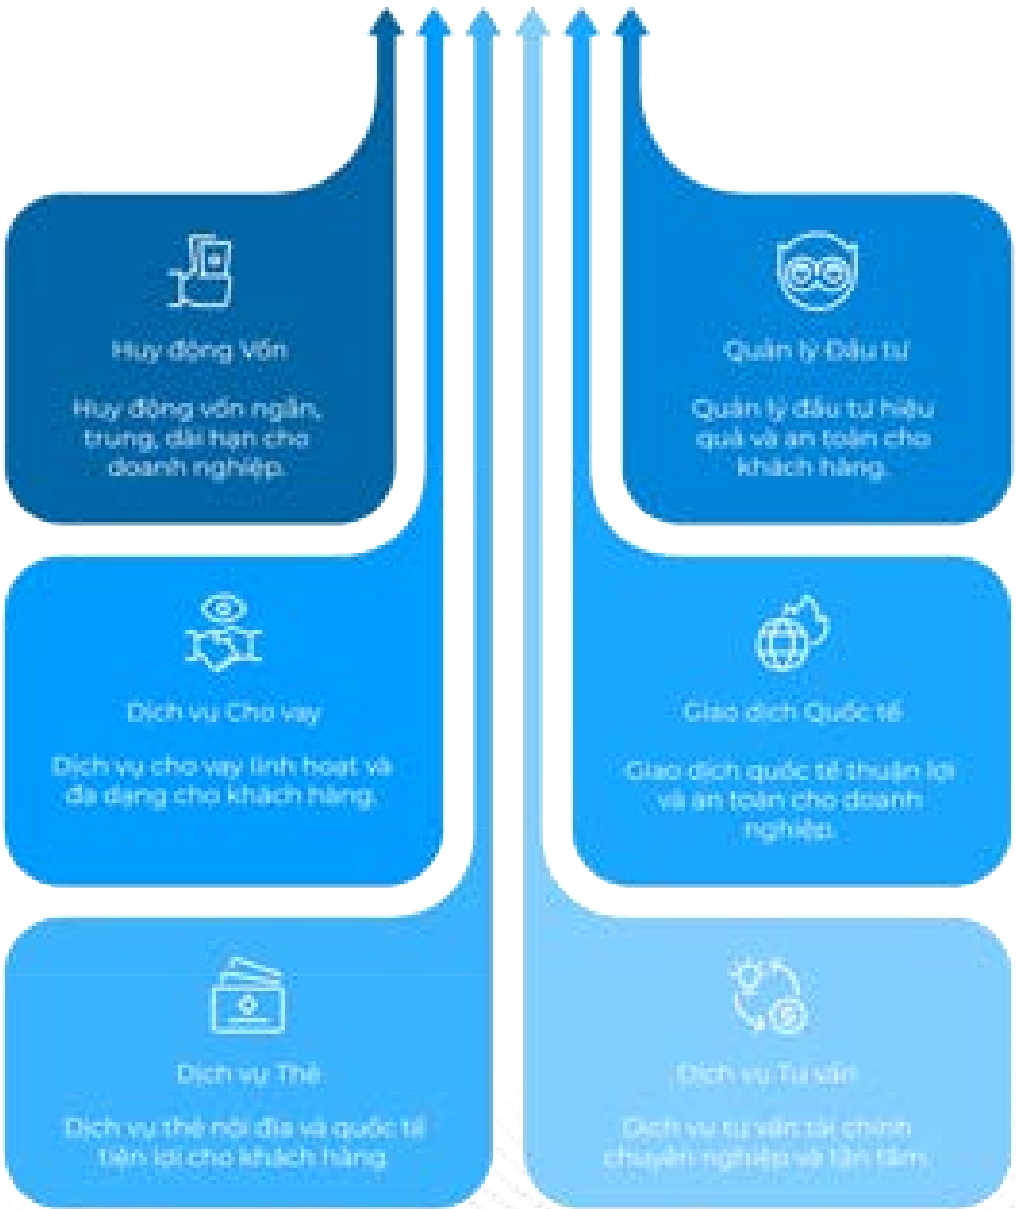 Huy động Vốn
Huy động vốn ngắn,
trung, dài hạn cho
doanh nghiệp.
Quản lý Đầu tư
Quản lý đầu tư hiệu
quả và an toàn cho
khách hàng.
Dịch vụ Cho vay
Dịch vụ cho vay linh hoạt và
đa dạng cho khách hàng.
Giao dịch Quốc tế
Giao dịch quốc tế thuận lợi
và an toàn cho doanh
nghiệp.
Dịch vụ Thẻ
Dịch vụ thẻ nội địa và quốc tế
tiện lợi cho khách hàng.
Dịch vụ Tư vấn
Dịch vụ tư vấn tài chính
chuyên nghiệp và tận tâm.